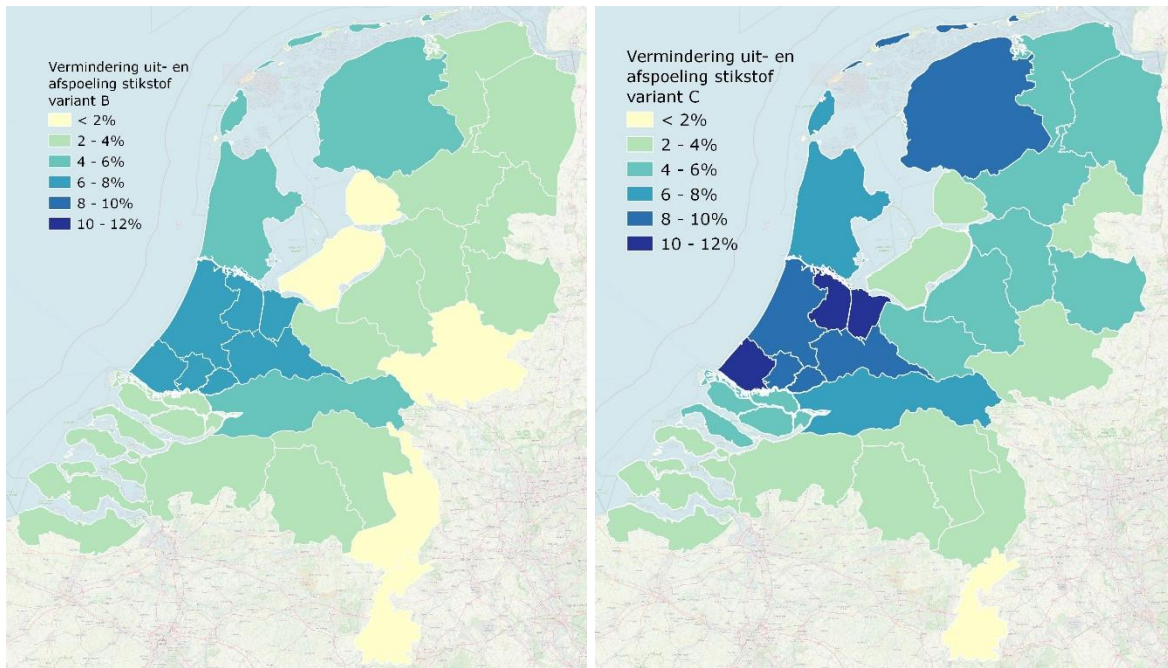 Vermindering uit- en
afspoeling stikstof
variant B
< 2%
2 - 4%
4 - 6%
6 - 8%
8 - 10%
10 - 12%
Vermindering uit- en
afspoeling stikstof
variant C
< 2%
2 - 4%
4 - 6%
6 - 8%
8 - 10%
10 - 12%